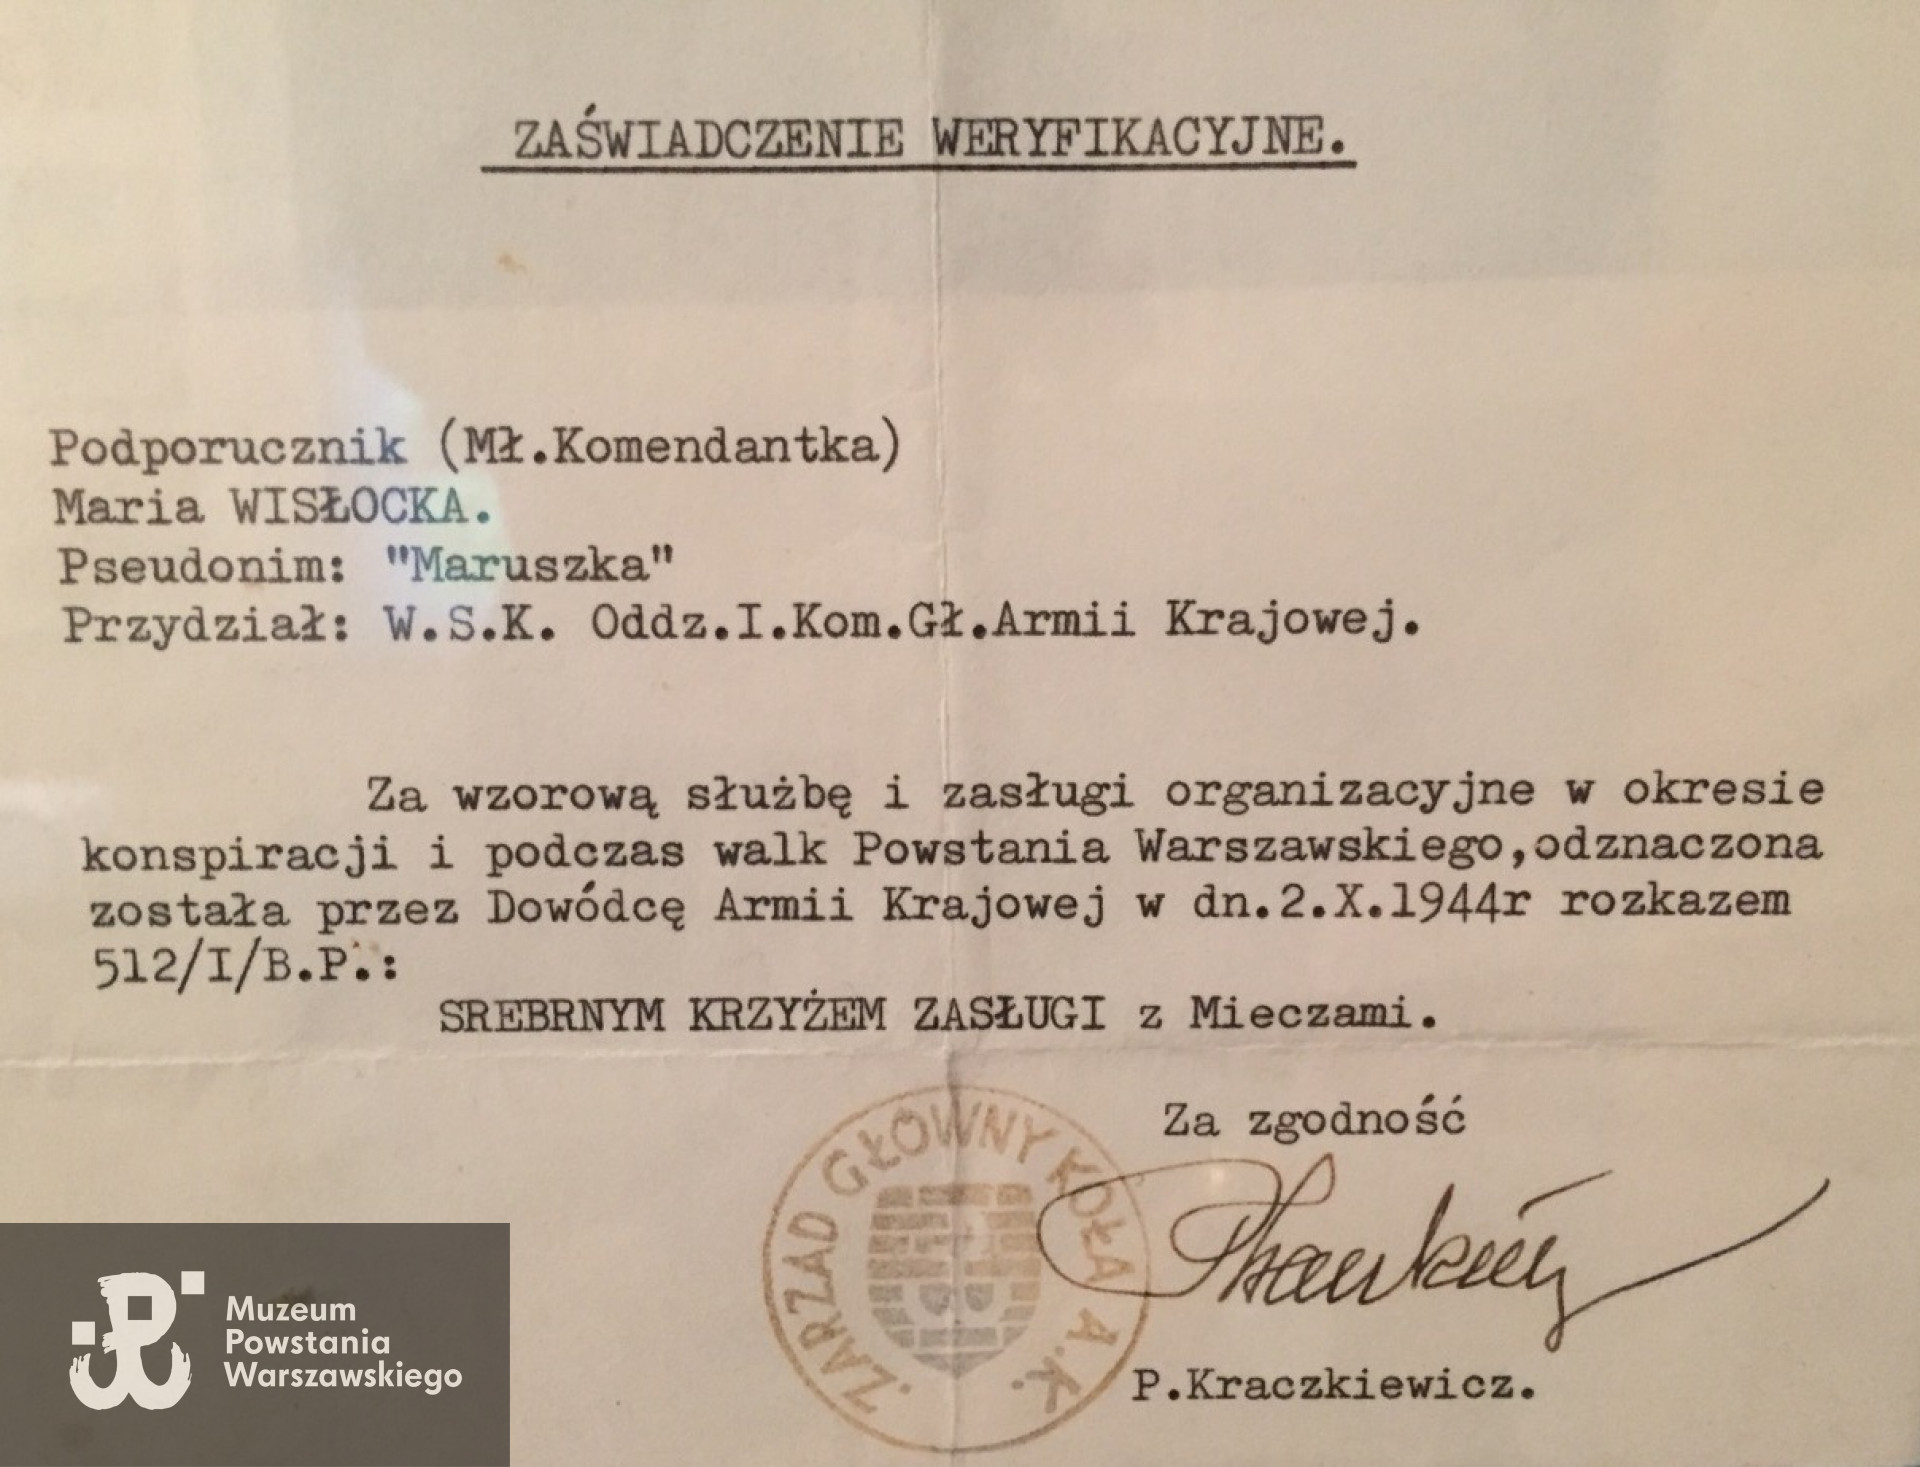 ZAŚWIADCZENIE WERYFIKACYJNE.
Podporucznik (Mł.Komendantka)
Maria WISŁOCKA.
Pseudonim: "Maruszka"
Przydział: W.S.K. Oddz.I.Kom.Gł.Armii Krajowej.
Za wzorową służbę i zasługi organizacyjne w okresie
konspiracji i podczas walk Powstania Warszawskiego,odznaczona
została przez Dowódcę Armii Krajowej w dn.2.X.1944r rozkazem
512/I/B.P.:
SREBRNYM KRZYŻEM ZASŁUGI z Mieczami.
Za zgodność
ZARZĄD GŁÓWNY KOŁA A.K.
P.Kraczkiewicz.
Muzeum
Powstania
Warszawskiego